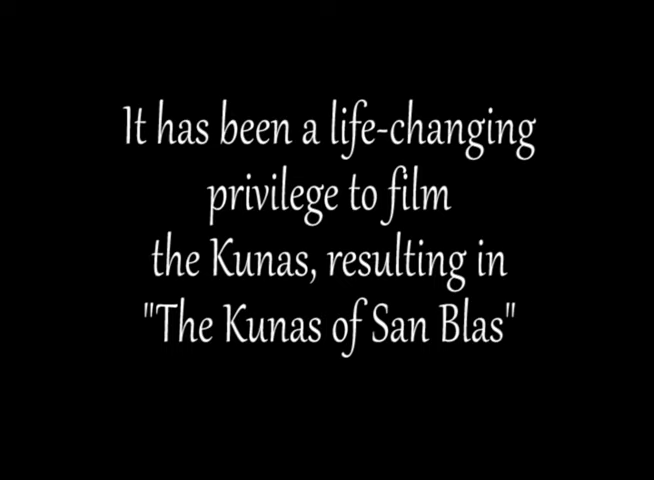 It has been a life-changing
privilege to film
the Kunas, resulting in
"The Kunas of San Blas"